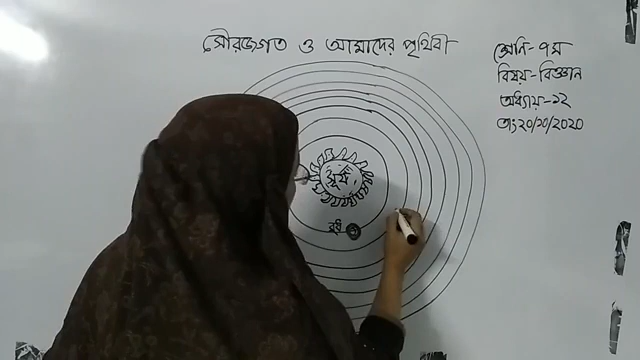 সৌরজগত ও আমাদের পৃথিবী
শ্রেনি-৭ম
বিষয়-বিজ্ঞান
অধ্যায়-১২
তাং২০/১০/২০২০
সূর্য
বুধ